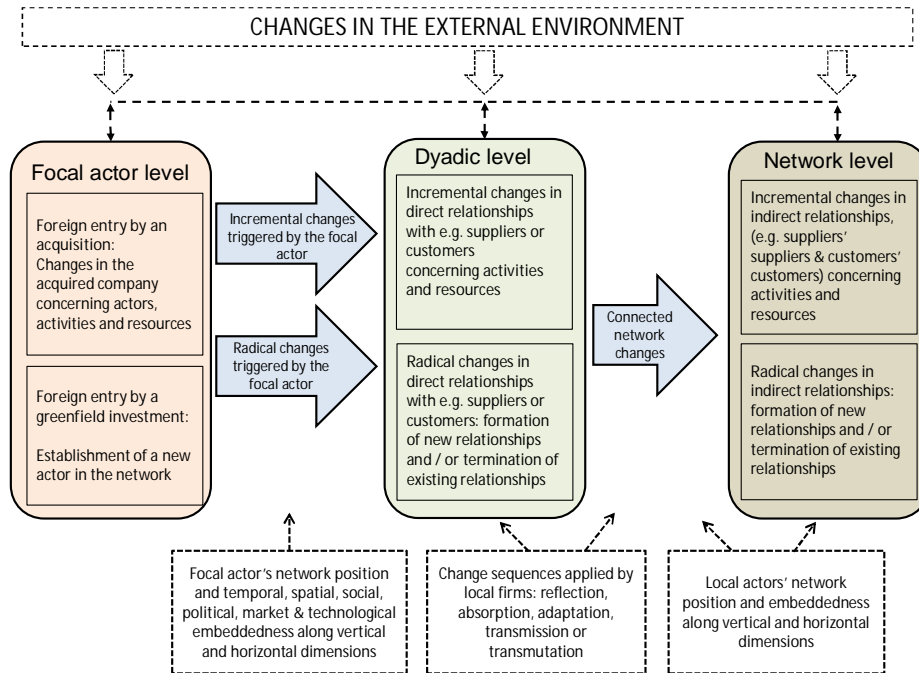 CHANGES IN THE EXTERNAL ENVIRONMENT
Focal actor level
Foreign entry by an
acquisition:
Changes in the
acquired company
concerning actors,
activities and resources
Foreign entry by a
greenfield investment:
Establishment of a new
actor in the network
Incremental changes
triggered by the focal
actor
Radical changes
triggered by the
focal actor
Dyadic level
Incremental changes in
direct relationships
with e.g. suppliers or
customers
concerning activities
and resources
Radical changes in
direct relationships
with e.g. suppliers or
customers: formation
of new relationships
and / or termination of
existing relationships
Connected
network
changes
Network level
Incremental changes in
indirect relationships,
(e.g. suppliers’
suppliers & customers’
customers) concerning
activities and
resources
Radical changes in
indirect relationships:
formation of new
relationships and / or
termination of existing
relationships
Focal actor’s network position
and temporal, spatial, social,
political, market & technological
embeddedness along vertical
and horizontal dimensions
Change sequences applied by
local firms: reflection,
absorption, adaptation,
transmission or
transmutation
Local actors’ network
position and embeddedness
along vertical and horizontal
dimensions